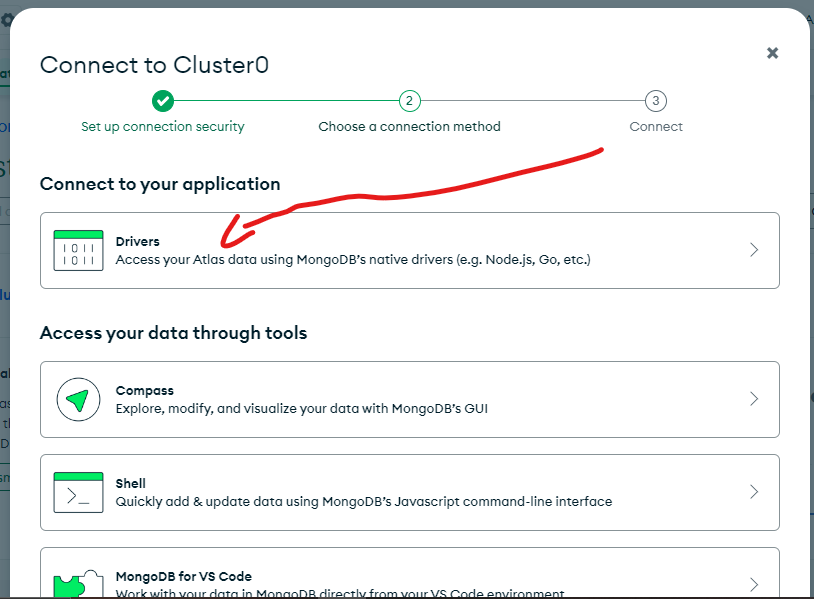 Connect to Cluster0
2
3
Set up connection security
Choose a connection method
Connect
Connect to your application
1011
1011
Drivers
Access your Atlas data using MongoDB's native drivers (e.g. Node.js, Go, etc.)
Access your data through tools
Compass
Explore, modify, and visualize your data with MongoDB's GUI
>_
Shell
Quickly add & update data using MongoDB's Javascript command-line interface
MongoDB for VS Code
Work with your data in MongoDB directly from your VS Code environment